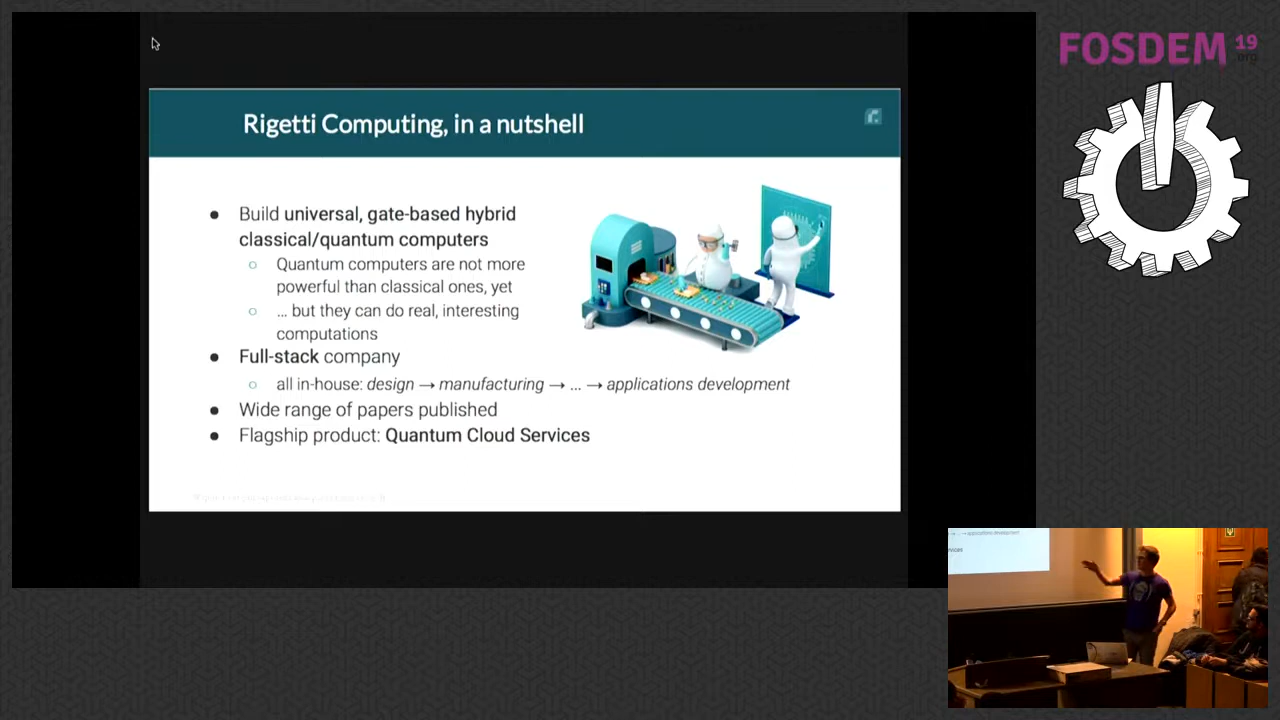 FOSDEM 19
.org
Rigetti Computing, in a nutshell
● Build universal, gate-based hybrid
classical/quantum computers
○ Quantum computers are not more
powerful than classical ones, yet
○ ... but they can do real, interesting
computations
● Full-stack company
○ all in-house: design → manufacturing → ... → applications development
● Wide range of papers published
● Flagship product: Quantum Cloud Services